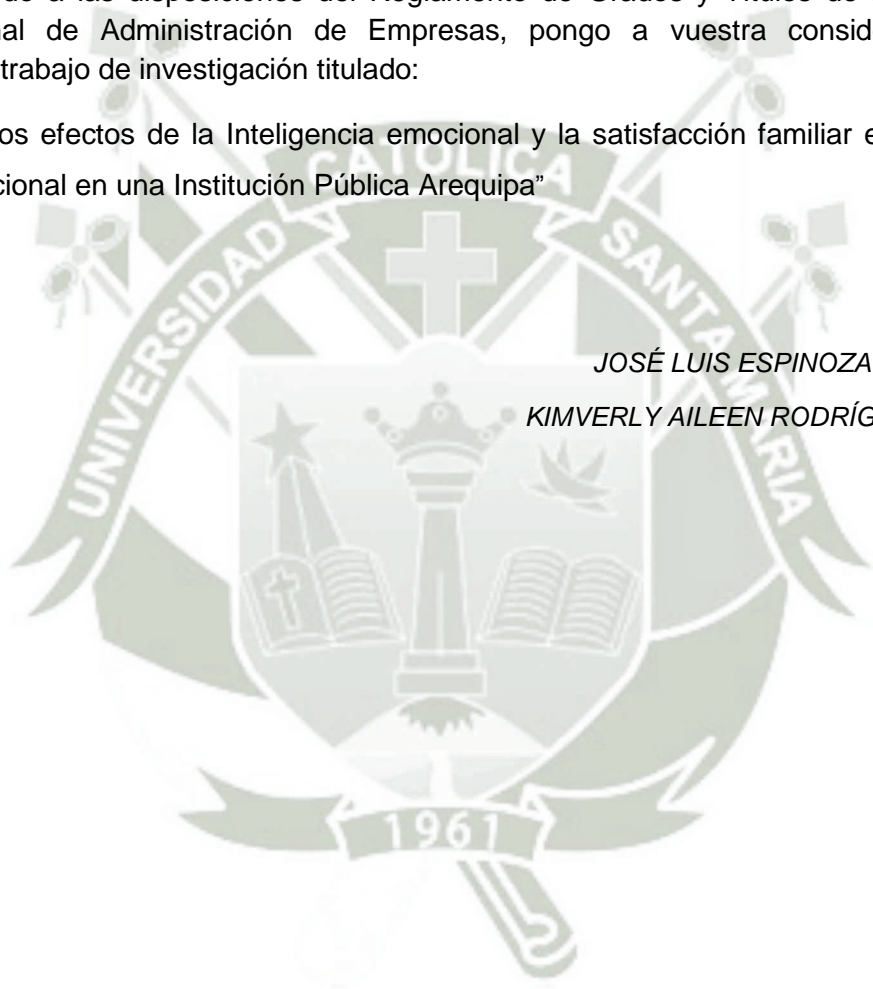 nal de Administración de Empresas, pongo a vuestra consid
trabajo de investigación titulado:
os efectos de la Inteligencia emocional y la satisfacción familiar e
cional en una Institución Pública Arequipa”
JOSÉ LUIS ESPINOZA
KIMVERLY AILEEN RODRÍG
UNIVERSIDAD CATOLICA SANTA MARIA
1961